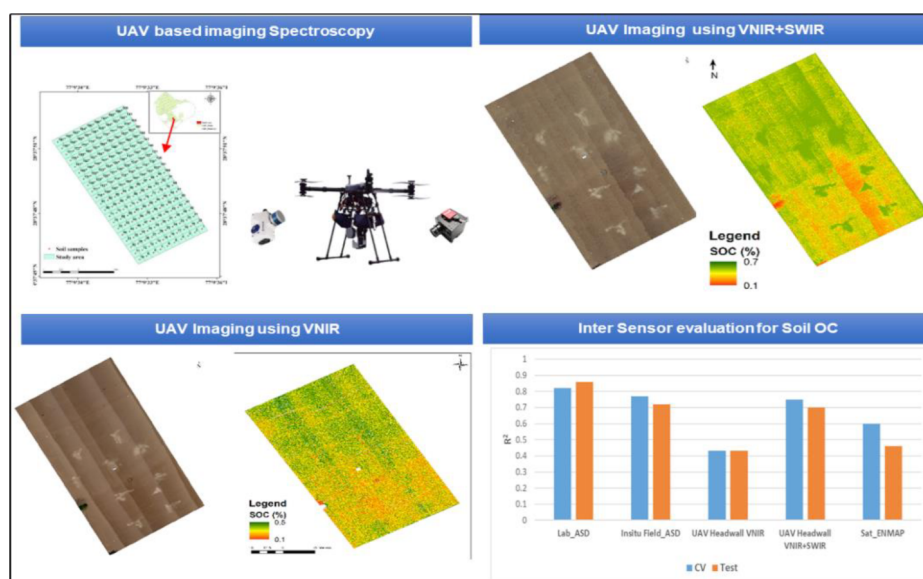 UAV based imaging Spectroscopy
UAV Imaging using VNIR+SWIR
77°9'32"E
N
Soil samples
Study area
Legend
SOC (%)
0.7
0.1
UAV Imaging using VNIR
Inter Sensor evaluation for Soil OC
Legend
SOC (%)
0.5
0.1
1
0.9
0.8
0.7
0.6
0.5
0.4
0.3
0.2
0.1
0
R²
Lab_ASD
Insitu Field_ASD
UAV Headwall VNIR
UAV Headwall
VNIR+SWIR
Sat_ENMAP
CV
Test